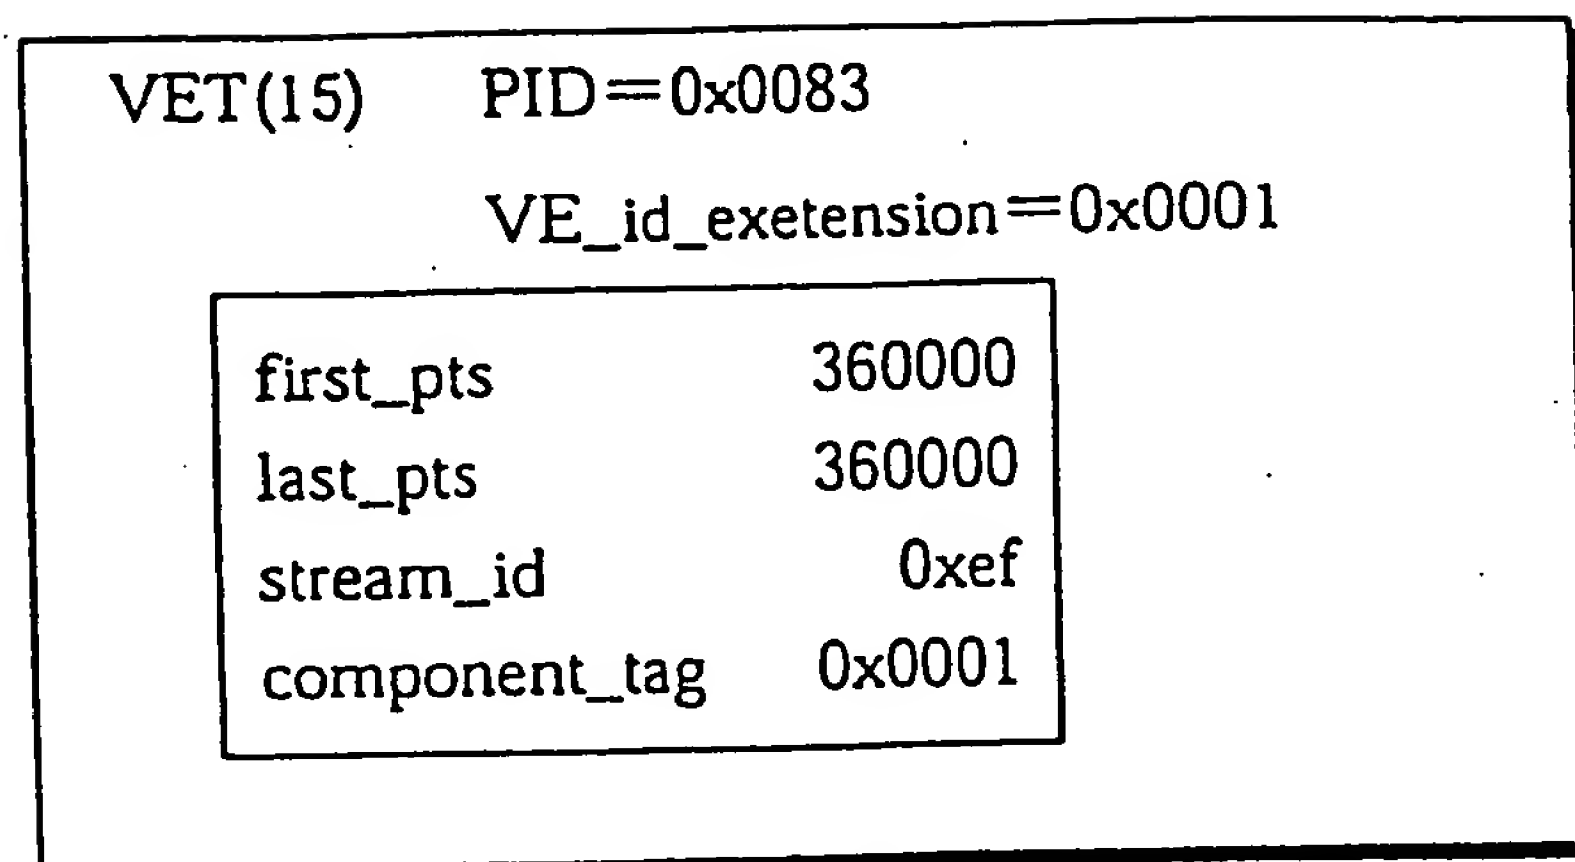 VET(15) PID=0x0083
VE_id_exetension=0x0001
first_pts 360000
last_pts 360000
stream_id 0xef
component_tag 0x0001